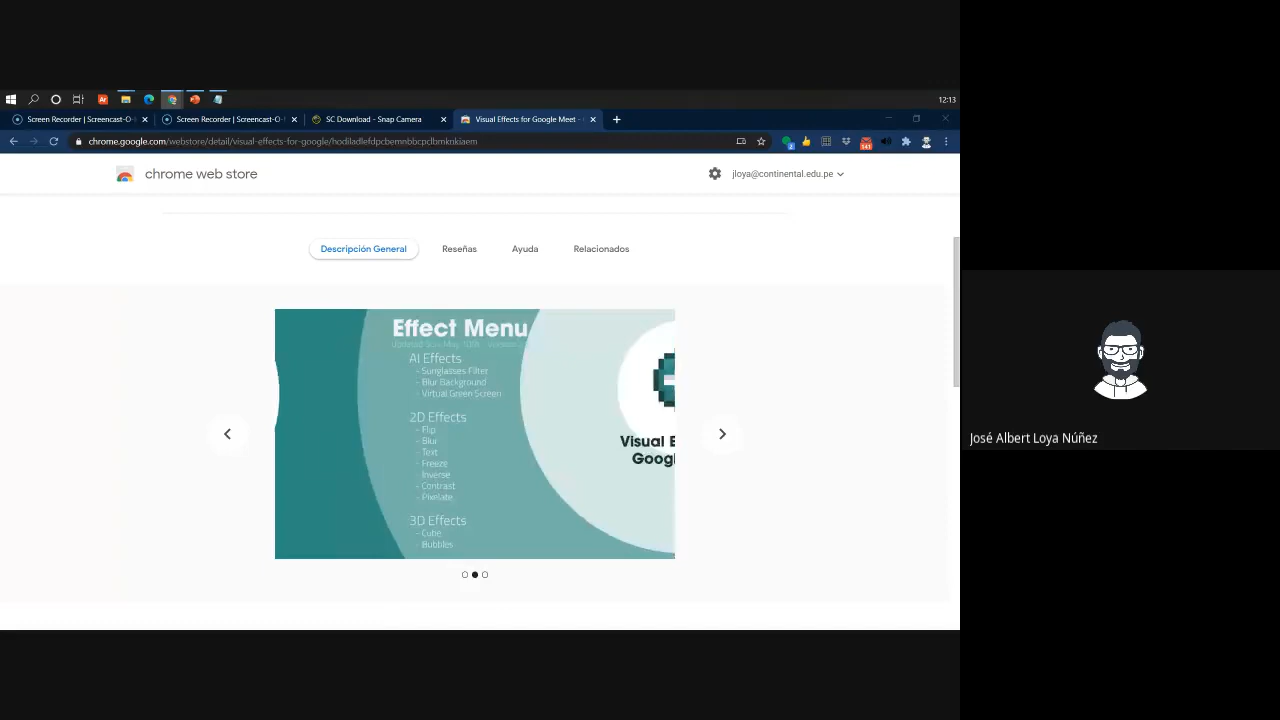 12:13
Screen Recorder | Screencast-O-
Screen Recorder | Screencast-O-
SC Download - Snap Camera
Visual Effects for Google Meet -
chrome.google.com/webstore/detail/visual-effects-for-google/
chrome web store
jloya@continental.edu.pe
Descripción General
Reseñas
Ayuda
Relacionados
Effect Menu
AI Effects
- Sunglasses Filter
- Blur Background
- Virtual Green Screen
2D Effects
- Flip
- Blur
- Text
- Freeze
- Inverse
- Contrast
- Pixelate
3D Effects
- Cube
- Bubbles
Visual E
Googl
José Albert Loya Núñez